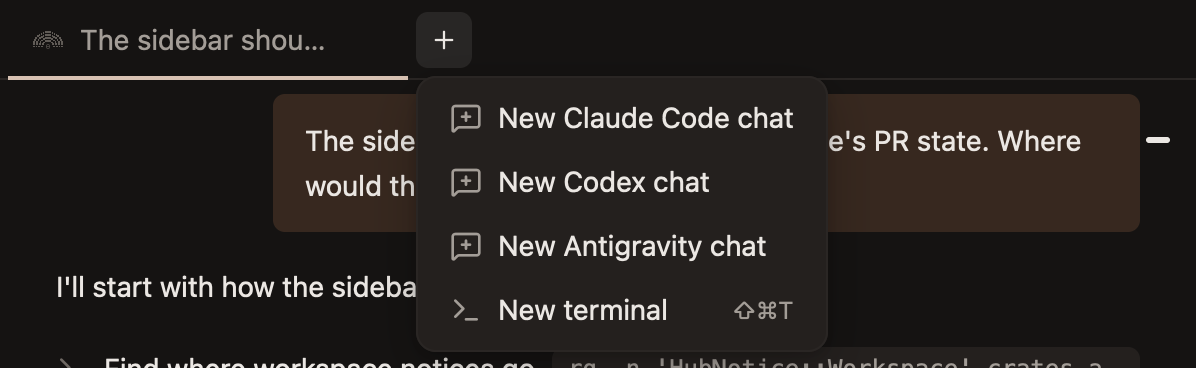 The sidebar shou...
+
New Claude Code chat
New Codex chat
New Antigravity chat
New terminal ⇧⌘T
The side
e's PR state. Where
would th
I'll start with how the sideba
Find where workspace notices go
rg -n 'HubNotice::Workspace' crates a